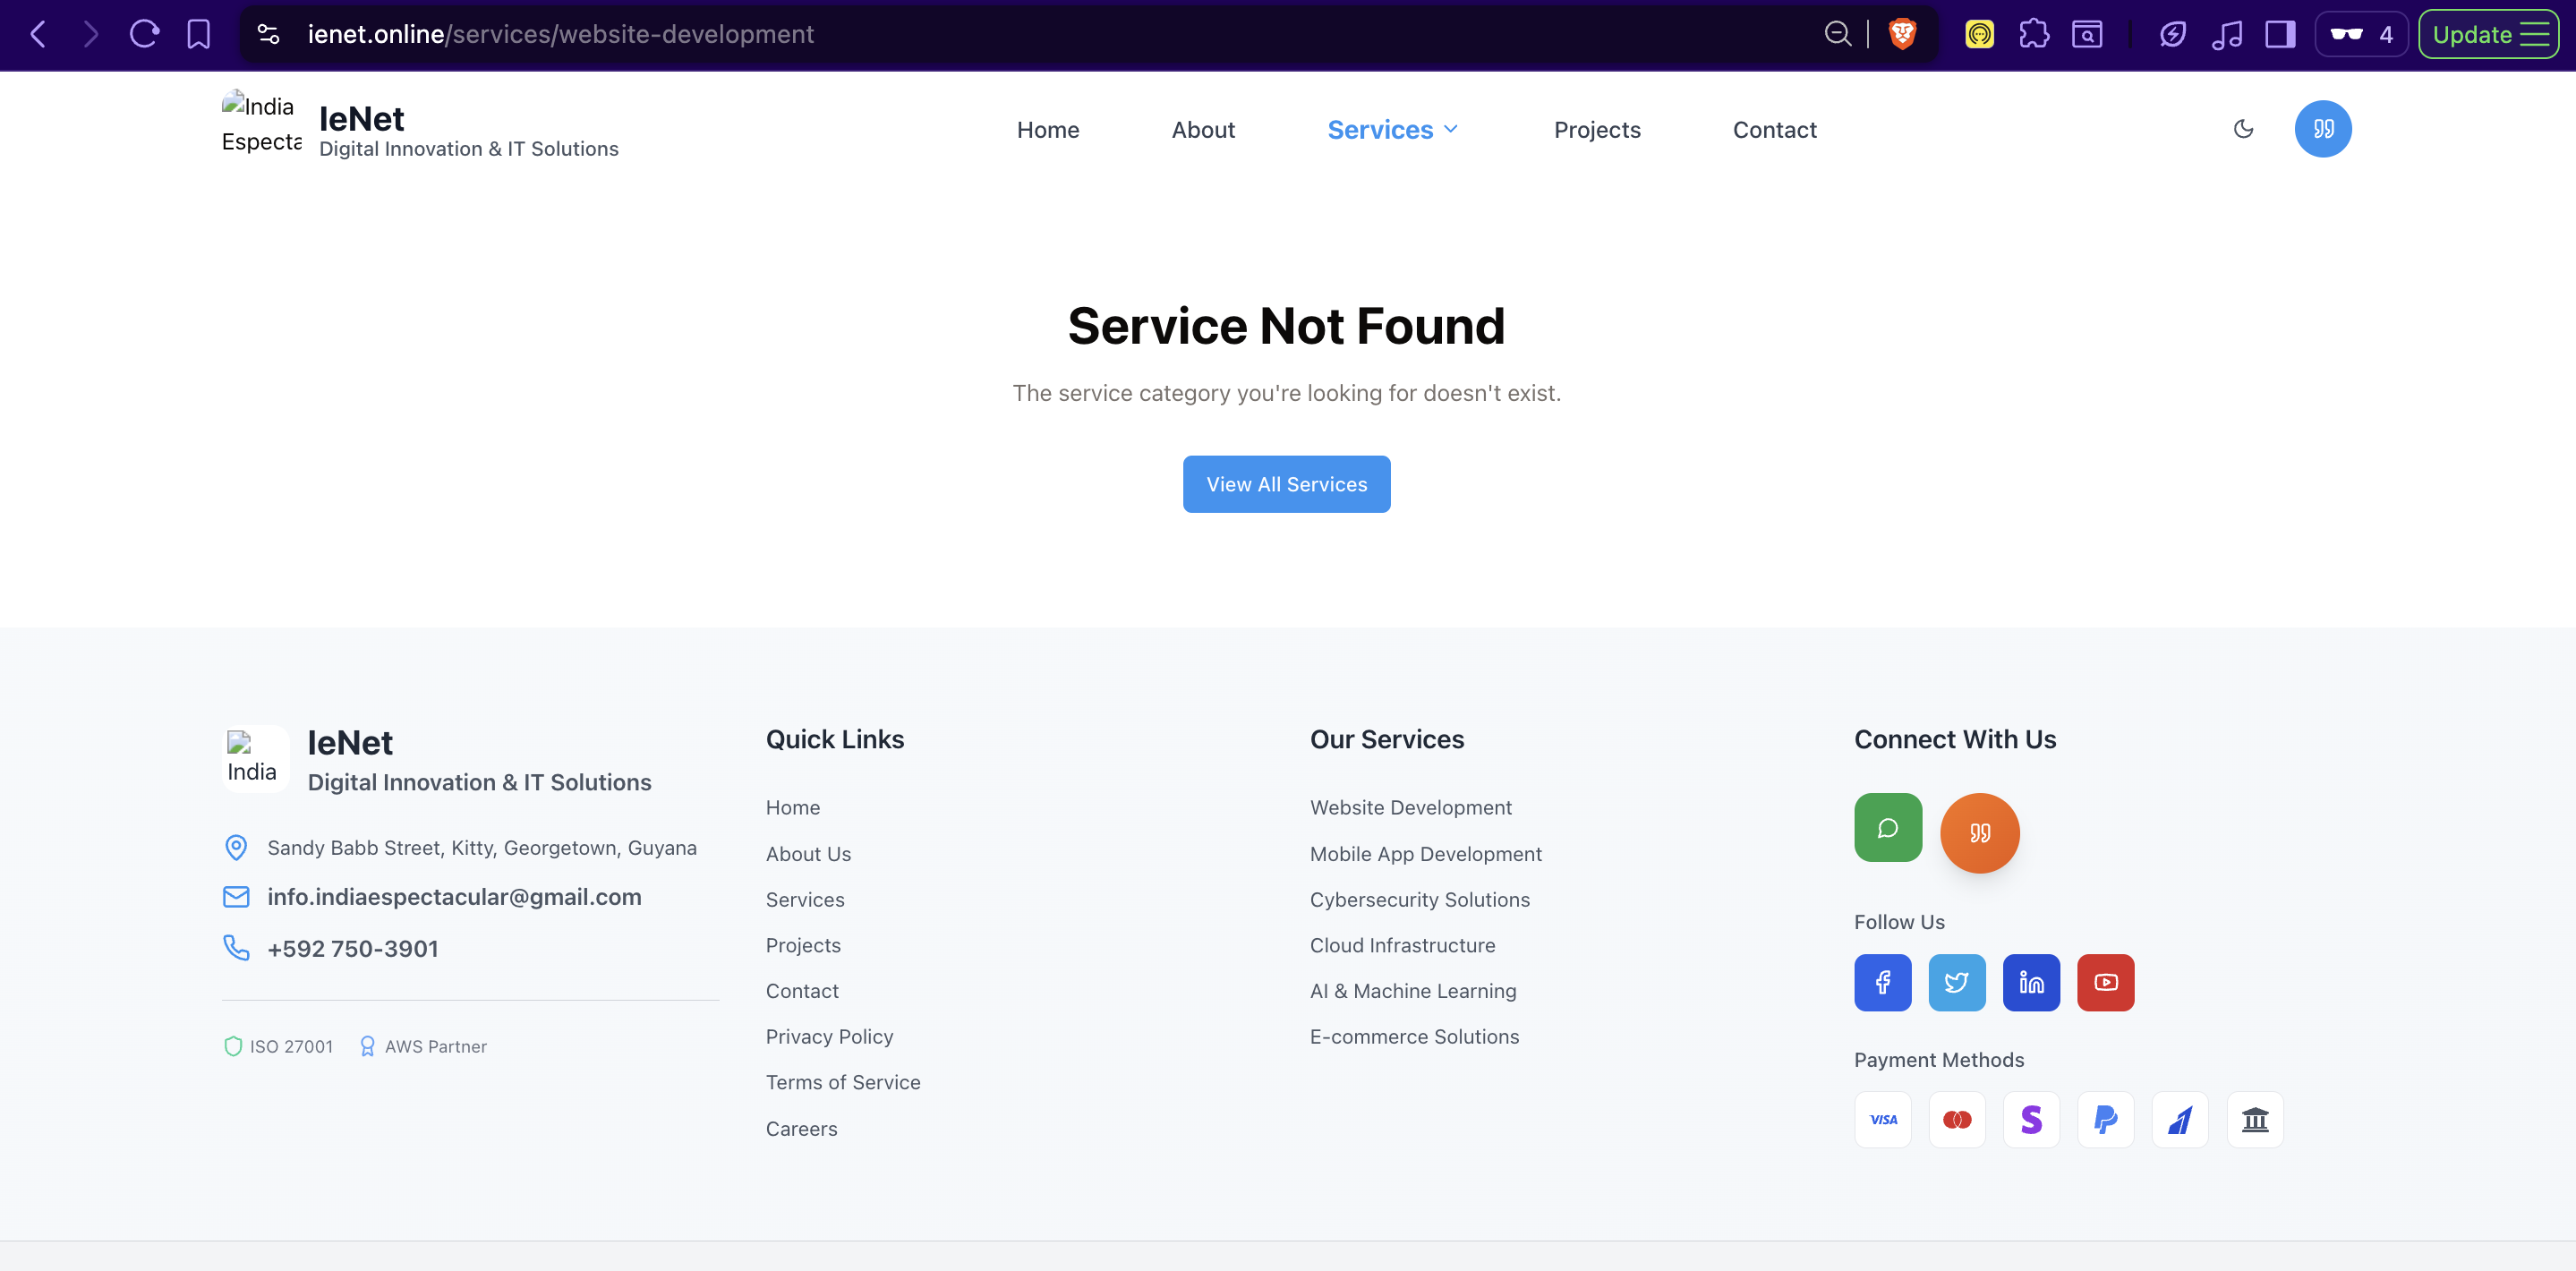 ienet.online/services/website-development
4
Update
India
Especta
IeNet
Digital Innovation & IT Solutions
Home
About
Services
Projects
Contact
Service Not Found
The service category you're looking for doesn't exist.
View All Services
India
IeNet
Digital Innovation & IT Solutions
Sandy Babb Street, Kitty, Georgetown, Guyana
info.indiaespectacular@gmail.com
+592 750-3901
ISO 27001
AWS Partner
Quick Links
Home
About Us
Services
Projects
Contact
Privacy Policy
Terms of Service
Careers
Our Services
Website Development
Mobile App Development
Cybersecurity Solutions
Cloud Infrastructure
AI & Machine Learning
E-commerce Solutions
Connect With Us
Follow Us
Payment Methods
VISA